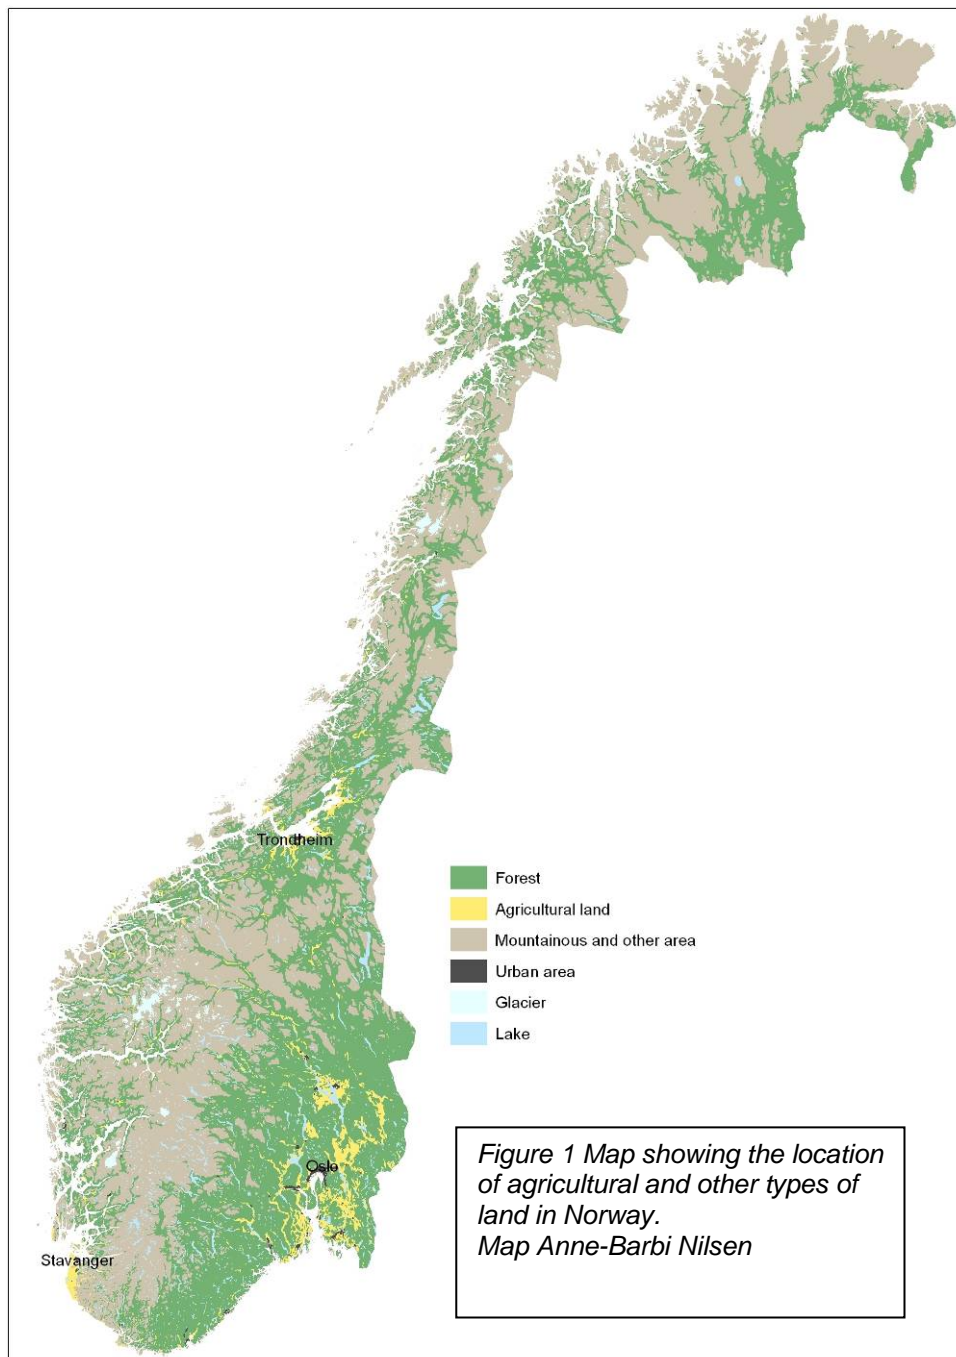 Trondheim
Forest
Agricultural land
Mountainous and other area
Urban area
Glacier
Lake
Oslo
Stavanger
Figure 1 Map showing the location
of agricultural and other types of
land in Norway.
Map Anne-Barbi Nilsen